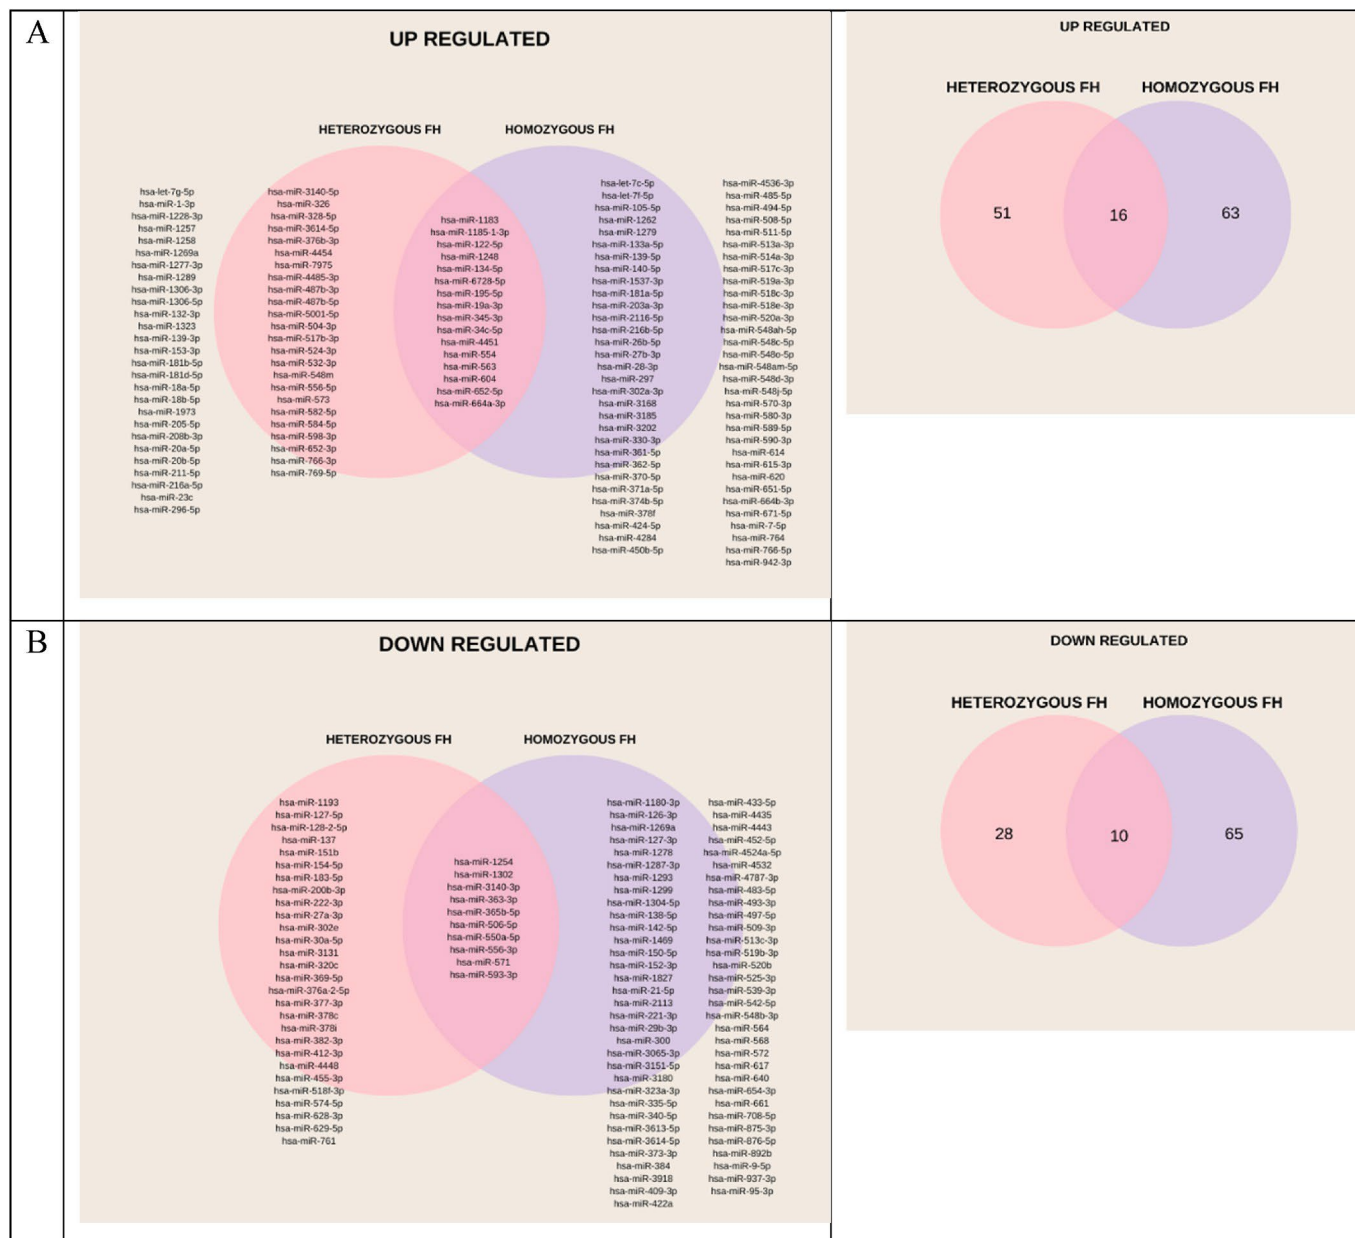 A
UP REGULATED
HETEROZYGOUS FH
HOMOZYGOUS FH
hsa-let-7g-5p
hsa-miR-1-3p
hsa-miR-1228-3p
hsa-miR-1257
hsa-miR-1258
hsa-miR-1269a
hsa-miR-1277-3p
hsa-miR-1289
hsa-miR-1306-3p
hsa-miR-1306-5p
hsa-miR-132-3p
hsa-miR-1323
hsa-miR-139-3p
hsa-miR-153-3p
hsa-miR-181b-5p
hsa-miR-181d-5p
hsa-miR-18a-5p
hsa-miR-18b-5p
hsa-miR-1973
hsa-miR-205-5p
hsa-miR-208b-3p
hsa-miR-20a-5p
hsa-miR-20b-5p
hsa-miR-211-5p
hsa-miR-216a-5p
hsa-miR-23c
hsa-miR-296-5p
hsa-miR-3140-5p
hsa-miR-326
hsa-miR-328-5p
hsa-miR-3614-5p
hsa-miR-376b-3p
hsa-miR-4454
hsa-miR-7975
hsa-miR-4485-3p
hsa-miR-487b-3p
hsa-miR-487b-5p
hsa-miR-5001-5p
hsa-miR-504-3p
hsa-miR-517b-3p
hsa-miR-524-3p
hsa-miR-532-3p
hsa-miR-548m
hsa-miR-556-5p
hsa-miR-573
hsa-miR-582-5p
hsa-miR-584-5p
hsa-miR-598-3p
hsa-miR-652-3p
hsa-miR-766-3p
hsa-miR-769-5p
hsa-miR-1183
hsa-miR-1185-1-3p
hsa-miR-122-5p
hsa-miR-1248
hsa-miR-134-5p
hsa-miR-6728-5p
hsa-miR-195-5p
hsa-miR-19a-3p
hsa-miR-345-3p
hsa-miR-34c-5p
hsa-miR-4451
hsa-miR-554
hsa-miR-563
hsa-miR-604
hsa-miR-652-5p
hsa-miR-664a-3p
hsa-let-7c-5p
hsa-let-7f-5p
hsa-miR-105-5p
hsa-miR-1262
hsa-miR-1279
hsa-miR-133a-5p
hsa-miR-139-5p
hsa-miR-140-5p
hsa-miR-1537-3p
hsa-miR-181a-5p
hsa-miR-203a-3p
hsa-miR-2116-5p
hsa-miR-216b-5p
hsa-miR-26b-5p
hsa-miR-27b-3p
hsa-miR-28-3p
hsa-miR-297
hsa-miR-302a-3p
hsa-miR-3168
hsa-miR-3185
hsa-miR-3202
hsa-miR-330-3p
hsa-miR-361-5p
hsa-miR-362-5p
hsa-miR-370-5p
hsa-miR-371a-5p
hsa-miR-374b-5p
hsa-miR-378f
hsa-miR-424-5p
hsa-miR-4284
hsa-miR-450b-5p
hsa-miR-4536-3p
hsa-miR-485-5p
hsa-miR-494-5p
hsa-miR-508-5p
hsa-miR-511-5p
hsa-miR-513a-3p
hsa-miR-514a-3p
hsa-miR-517c-3p
hsa-miR-519a-3p
hsa-miR-518c-3p
hsa-miR-518e-3p
hsa-miR-520a-3p
hsa-miR-548ah-5p
hsa-miR-548c-5p
hsa-miR-548o-5p
hsa-miR-548am-5p
hsa-miR-548d-3p
hsa-miR-548j-5p
hsa-miR-570-3p
hsa-miR-580-3p
hsa-miR-589-5p
hsa-miR-590-3p
hsa-miR-614
hsa-miR-615-3p
hsa-miR-620
hsa-miR-651-5p
hsa-miR-664b-3p
hsa-miR-671-5p
hsa-miR-7-5p
hsa-miR-764
hsa-miR-766-5p
hsa-miR-942-3p
UP REGULATED
HETEROZYGOUS FH
HOMOZYGOUS FH
51
16
63
B
DOWN REGULATED
HETEROZYGOUS FH
HOMOZYGOUS FH
hsa-miR-1193
hsa-miR-127-5p
hsa-miR-128-2-5p
hsa-miR-137
hsa-miR-151b
hsa-miR-154-5p
hsa-miR-183-5p
hsa-miR-200b-3p
hsa-miR-222-3p
hsa-miR-27a-3p
hsa-miR-302e
hsa-miR-30a-5p
hsa-miR-3131
hsa-miR-320c
hsa-miR-369-5p
hsa-miR-376a-2-5p
hsa-miR-377-3p
hsa-miR-378c
hsa-miR-378i
hsa-miR-382-3p
hsa-miR-412-3p
hsa-miR-4448
hsa-miR-455-3p
hsa-miR-518f-3p
hsa-miR-574-5p
hsa-miR-628-3p
hsa-miR-629-5p
hsa-miR-761
hsa-miR-1254
hsa-miR-1302
hsa-miR-3140-3p
hsa-miR-363-3p
hsa-miR-365b-5p
hsa-miR-506-5p
hsa-miR-550a-5p
hsa-miR-556-3p
hsa-miR-571
hsa-miR-593-3p
hsa-miR-1180-3p
hsa-miR-126-3p
hsa-miR-1269a
hsa-miR-127-3p
hsa-miR-1278
hsa-miR-1287-3p
hsa-miR-1293
hsa-miR-1299
hsa-miR-1304-5p
hsa-miR-138-5p
hsa-miR-142-5p
hsa-miR-1469
hsa-miR-150-5p
hsa-miR-152-3p
hsa-miR-1827
hsa-miR-21-5p
hsa-miR-2113
hsa-miR-221-3p
hsa-miR-29b-3p
hsa-miR-300
hsa-miR-3065-3p
hsa-miR-3151-5p
hsa-miR-3180
hsa-miR-323a-3p
hsa-miR-335-5p
hsa-miR-340-5p
hsa-miR-3613-5p
hsa-miR-3614-5p
hsa-miR-373-3p
hsa-miR-384
hsa-miR-3918
hsa-miR-409-3p
hsa-miR-422a
hsa-miR-433-5p
hsa-miR-4435
hsa-miR-4443
hsa-miR-452-5p
hsa-miR-4524a-5p
hsa-miR-4532
hsa-miR-4787-3p
hsa-miR-483-5p
hsa-miR-493-3p
hsa-miR-497-5p
hsa-miR-509-3p
hsa-miR-513c-3p
hsa-miR-519b-3p
hsa-miR-520b
hsa-miR-525-3p
hsa-miR-539-3p
hsa-miR-542-5p
hsa-miR-548b-3p
hsa-miR-564
hsa-miR-568
hsa-miR-572
hsa-miR-617
hsa-miR-640
hsa-miR-654-3p
hsa-miR-661
hsa-miR-708-5p
hsa-miR-875-3p
hsa-miR-876-5p
hsa-miR-892b
hsa-miR-9-5p
hsa-miR-937-3p
hsa-miR-95-3p
DOWN REGULATED
HETEROZYGOUS FH
HOMOZYGOUS FH
28
10
65